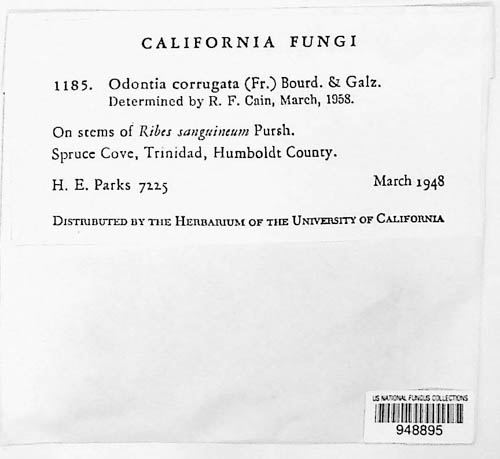 CALIFORNIA FUNGI
1185. Odontia corrugata (Fr.) Bourd. & Galz.
Determined by R. F. Cain, March, 1958.
On stems of Ribes sanguineum Pursh.
Spruce Cove, Trinidad, Humboldt County.
H. E. Parks 7225 March 1948
DISTRIBUTED BY THE HERBARIUM OF THE UNIVERSITY OF CALIFORNIA
US NATIONAL FUNGUS COLLECTIONS
948895